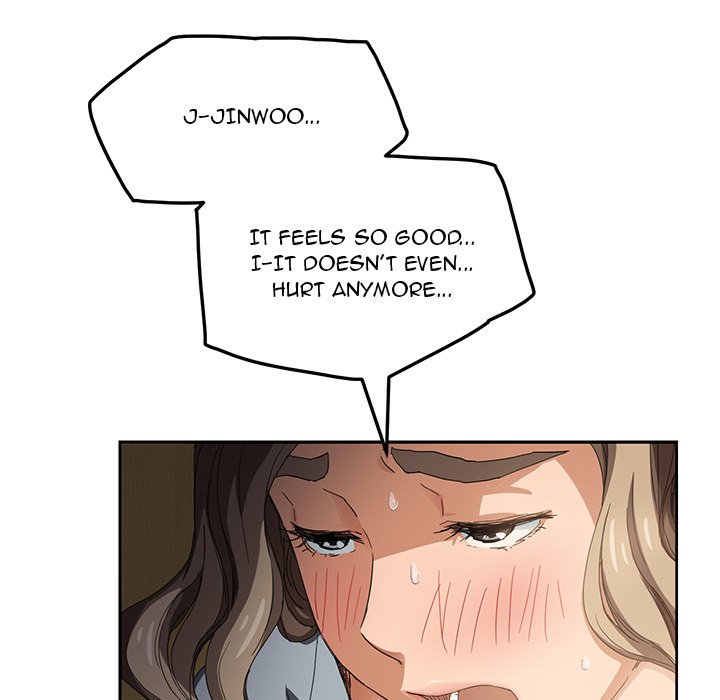 J-JINWOO...
IT FEELS SO GOOD...
I-IT DOESN'T EVEN...
HURT ANYMORE...